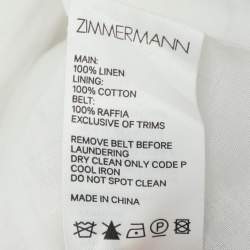 ZIMMERMANN
MAIN:
100% LINEN
LINING:
100% COTTON
BELT:
100% RAFFIA
EXCLUSIVE OF TRIMS
REMOVE BELT BEFORE
LAUNDERING
DRY CLEAN ONLY CODE P
COOL IRON
DO NOT SPOT CLEAN
MADE IN CHINA
P